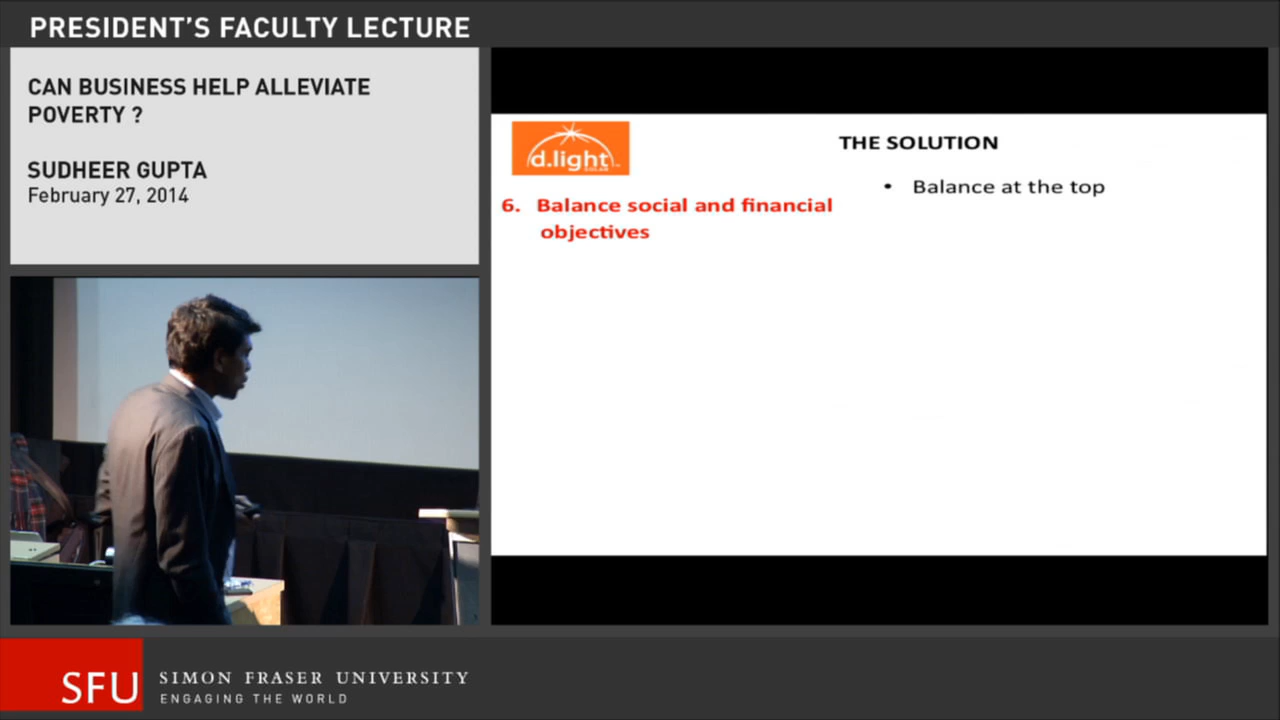 PRESIDENT'S FACULTY LECTURE
CAN BUSINESS HELP ALLEVIATE
POVERTY ?
SUDHEER GUPTA
February 27, 2014
d.light
SOLAR
THE SOLUTION
• Balance at the top
6. Balance social and financial
objectives
SFU
SIMON FRASER UNIVERSITY
ENGAGING THE WORLD